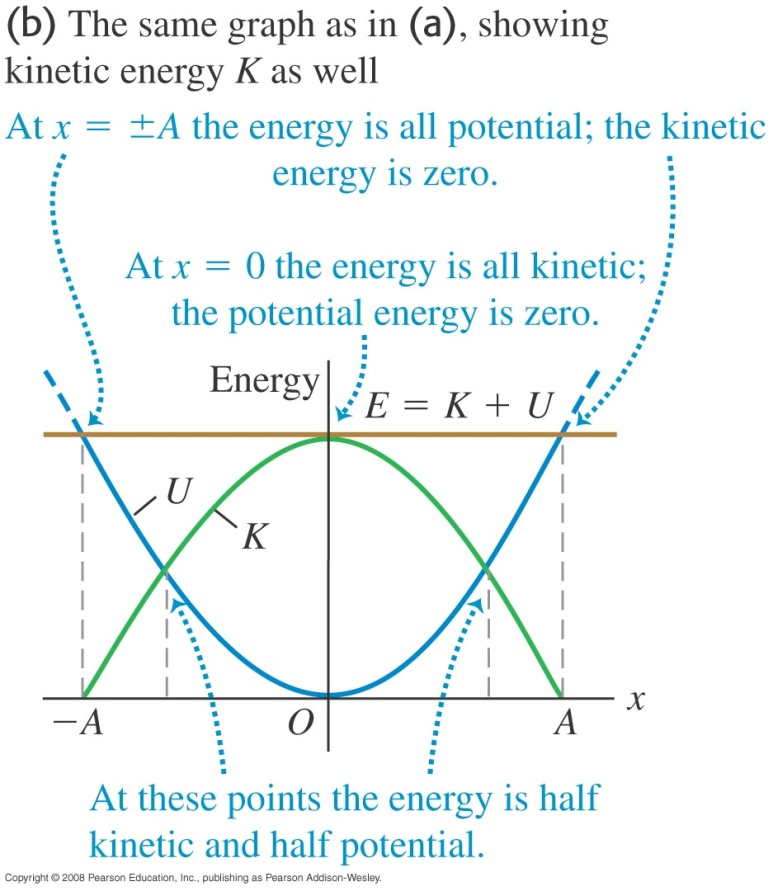 (b) The same graph as in (a), showing
kinetic energy K as well
At x = ±A the energy is all potential; the kinetic
energy is zero.
At x = 0 the energy is all kinetic;
the potential energy is zero.
Energy
E = K + U
U
K
−A
O
A
x
At these points the energy is half
kinetic and half potential.
Copyright © 2008 Pearson Education, Inc., publishing as Pearson Addison-Wesley.